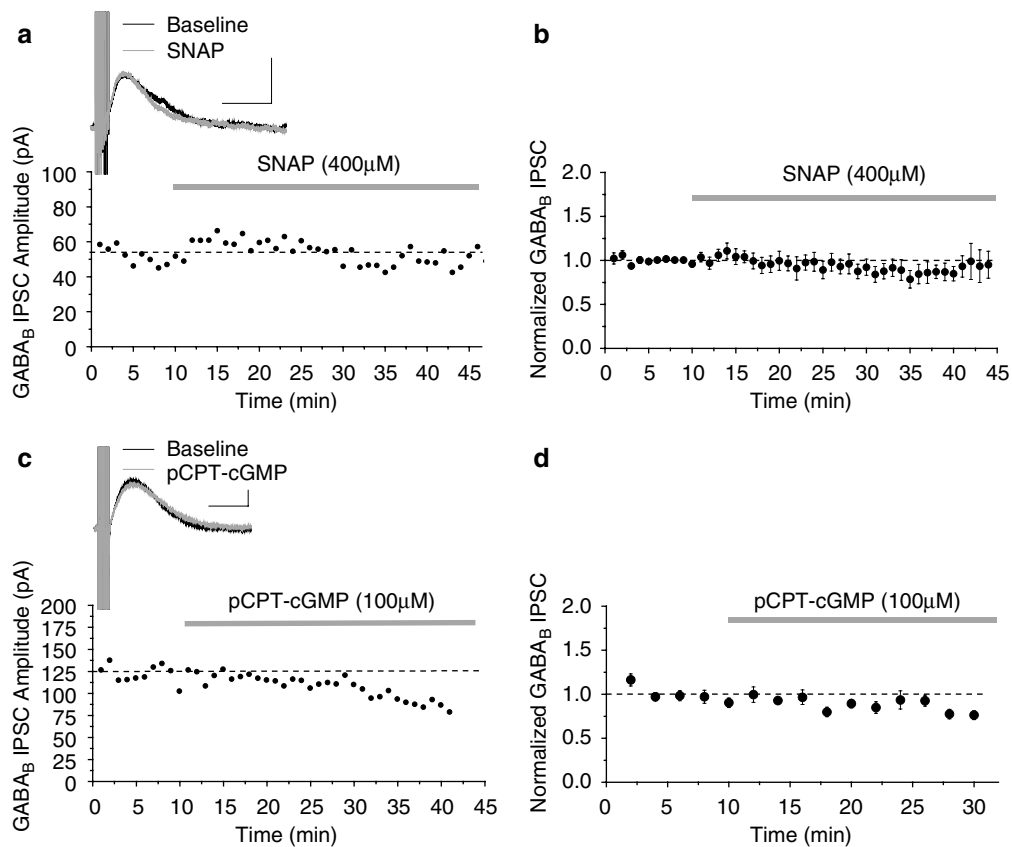 a
Baseline
SNAP
GABAB IPSC Amplitude (pA)
100
80
60
40
20
0
SNAP (400μM)
0 5 10 15 20 25 30 35 40 45
Time (min)
b
Normalized GABAB IPSC
2.0
1.5
1.0
0.5
0.0
SNAP (400μM)
0 5 10 15 20 25 30 35 40 45
Time (min)
c
Baseline
pCPT-cGMP
GABAB IPSC Amplitude (pA)
200
175
150
125
100
75
50
25
0
pCPT-cGMP (100μM)
0 5 10 15 20 25 30 35 40 45
Time (min)
d
Normalized GABAB IPSC
2.0
1.5
1.0
0.5
0.0
pCPT-cGMP (100μM)
0 5 10 15 20 25 30
Time (min)